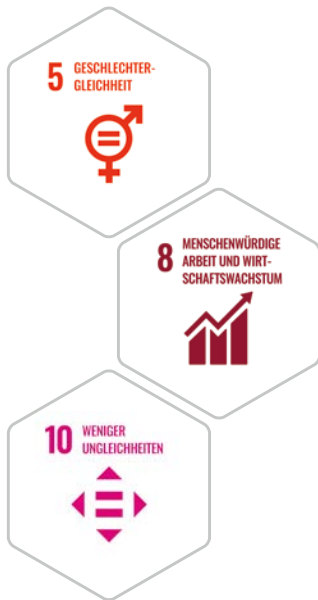 5 GESCHLECHTER-
GLEICHHEIT
8 MENSCHENWÜRDIGE
ARBEIT UND WIRT-
SCHAFTSWACHSTUM
10 WENIGER
UNGLEICHHEITEN